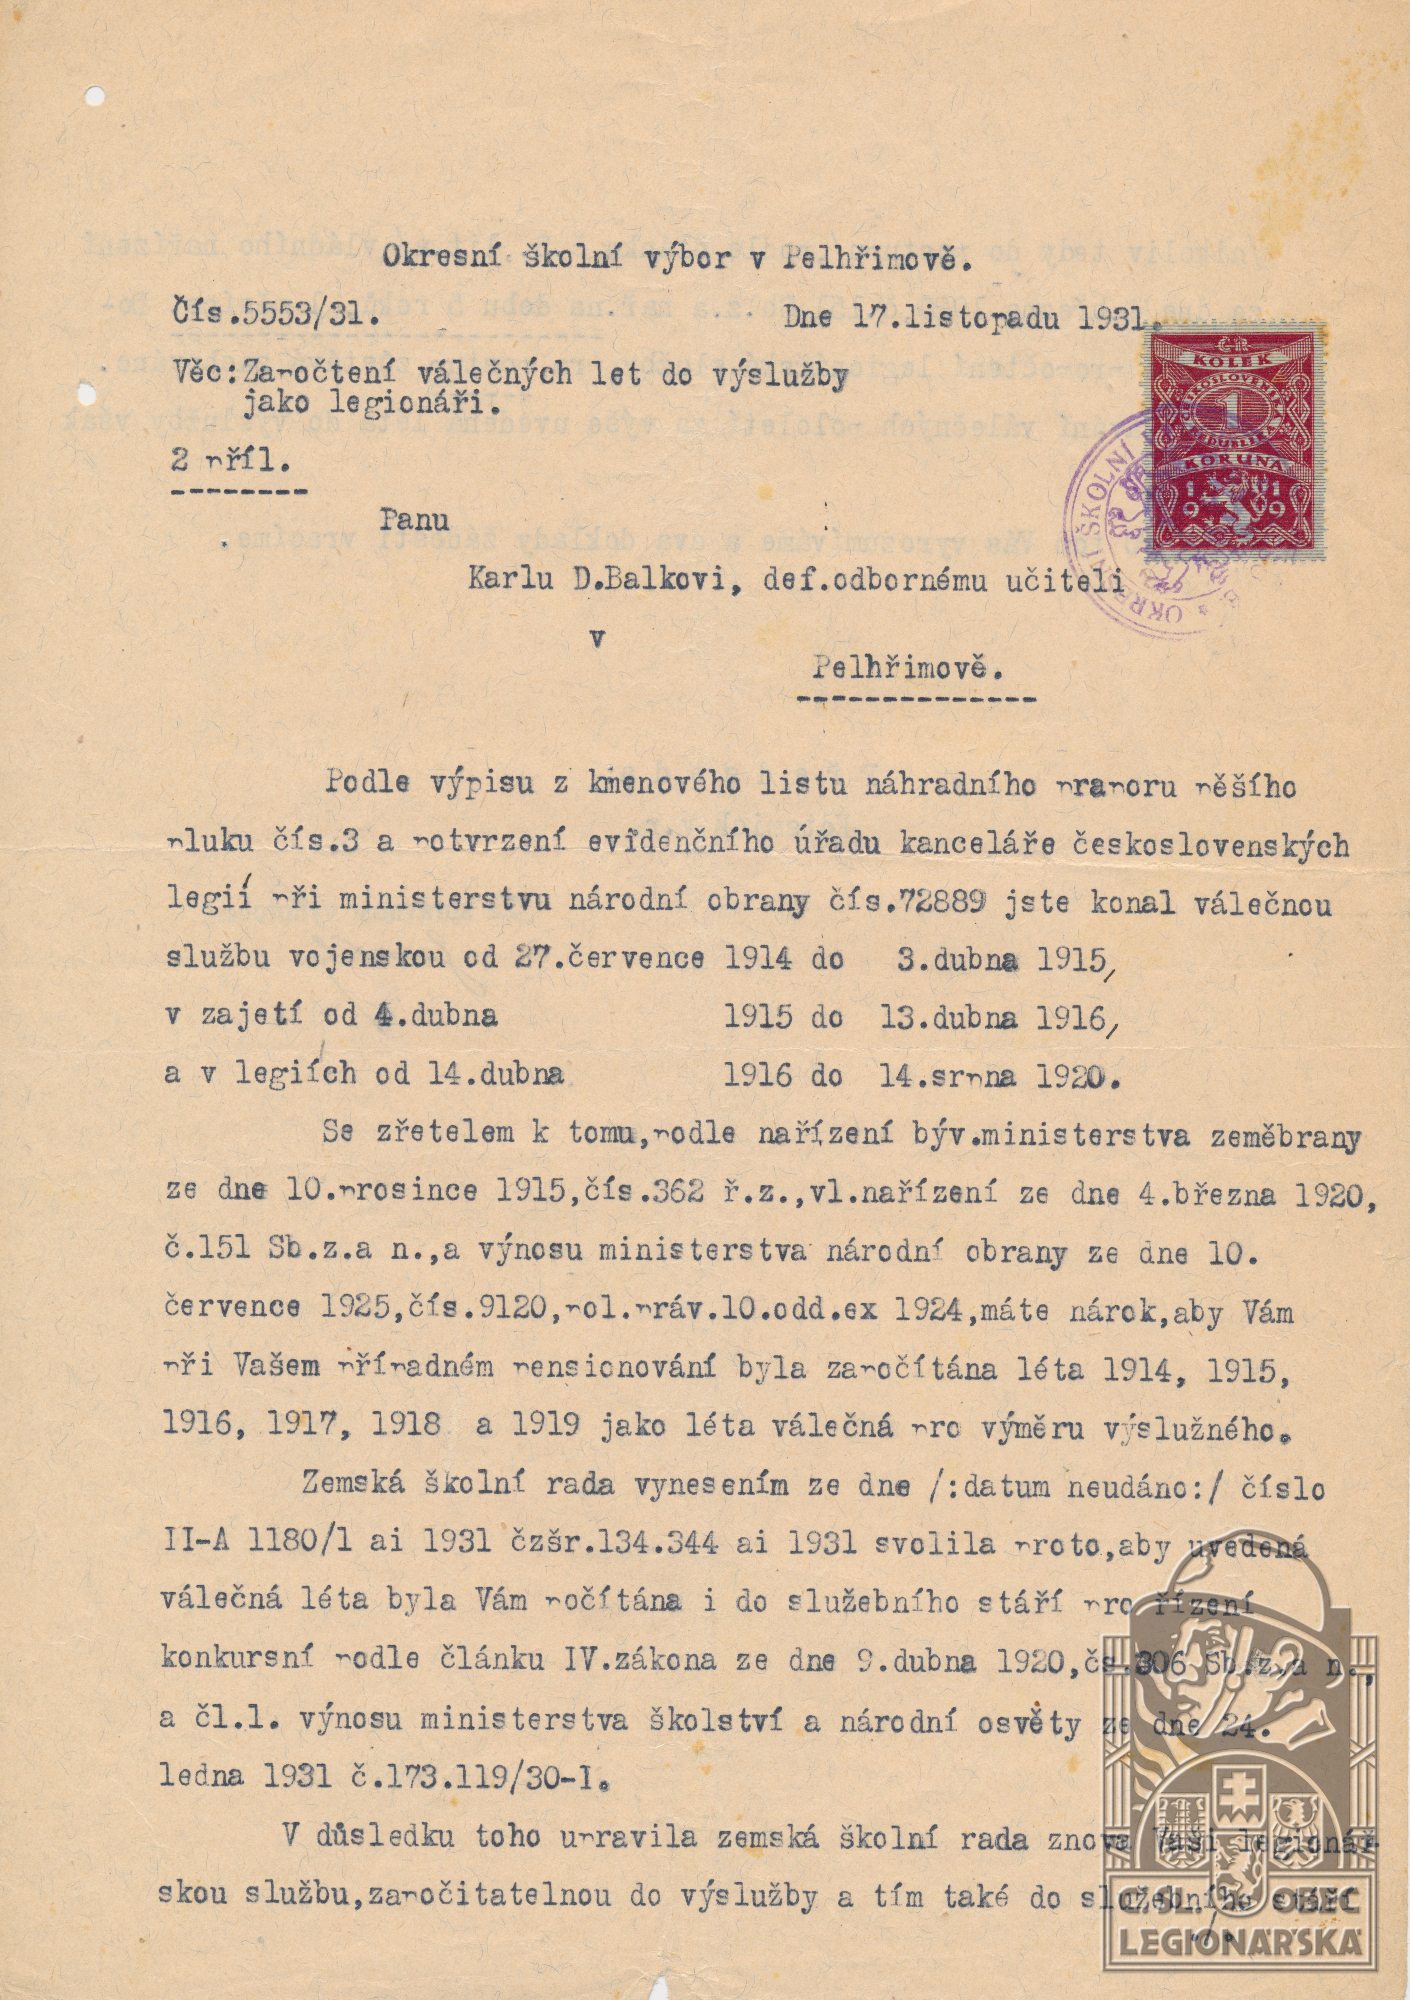 Okresní školní výbor v Pelhřimově.
Čís.5553/31.
Dne 17.listopadu 1931.
Věc:Započtení válečných let do výslužby
jako legionáři.
2 příl.
Panu
Karlu D.Balkovi, def.odbornému učiteli
v
Pelhřimově.
KOLEK
1
KORUNA
1919
OKRESNÍ ŠKOLNÍ
Podle výpisu z kmenového listu náhradního praporu pěšího
pluku čís.3 a potvrzení evidenčního úřadu kanceláře československých
legií při ministerstvu národní obrany čís.72889 jste konal válečnou
službu vojenskou od 27.července 1914 do 3.dubna 1915,
v zajetí od 4.dubna 1915 do 13.dubna 1916,
a v legiích od 14.dubna 1916 do 14.srpna 1920.
Se zřetelem k tomu,podle nařízení býv.ministerstva zeměbrany
ze dne 10.prosince 1915,čís.362 ř.z.,vl.nařízení ze dne 4.března 1920,
č.151 Sb.z.a n.,a výnosu ministerstva národní obrany ze dne 10.
července 1925,čís.9120,pol.práv.10.odd.ex 1924,máte nárok,aby Vám
při Vašem případném pensionování byla započítána léta 1914, 1915,
1916, 1917, 1918 a 1919 jako léta válečná pro výměru výslužného.
Zemská školní rada vynesením ze dne /:datum neudáno:/ číslo
II-A 1180/1 ai 1931 čzšr.134.344 ai 1931 svolila proto,aby uvedená
válečná léta byla Vám počítána i do služebního stáří pro řízení
konkursní podle článku IV.zákona ze dne 9.dubna 1920,čs.306 Sb.z.a n.,
a čl.1. výnosu ministerstva školství a národní osvěty ze dne 24.
ledna 1931 č.173.119/30-I.
V důsledku toho upravila zemská školní rada znova Vaši legionář-
skou službu,započitatelnou do výslužby a tím také do služebního stáří
ČSL. OBEC
LEGIONÁŘSKÁ